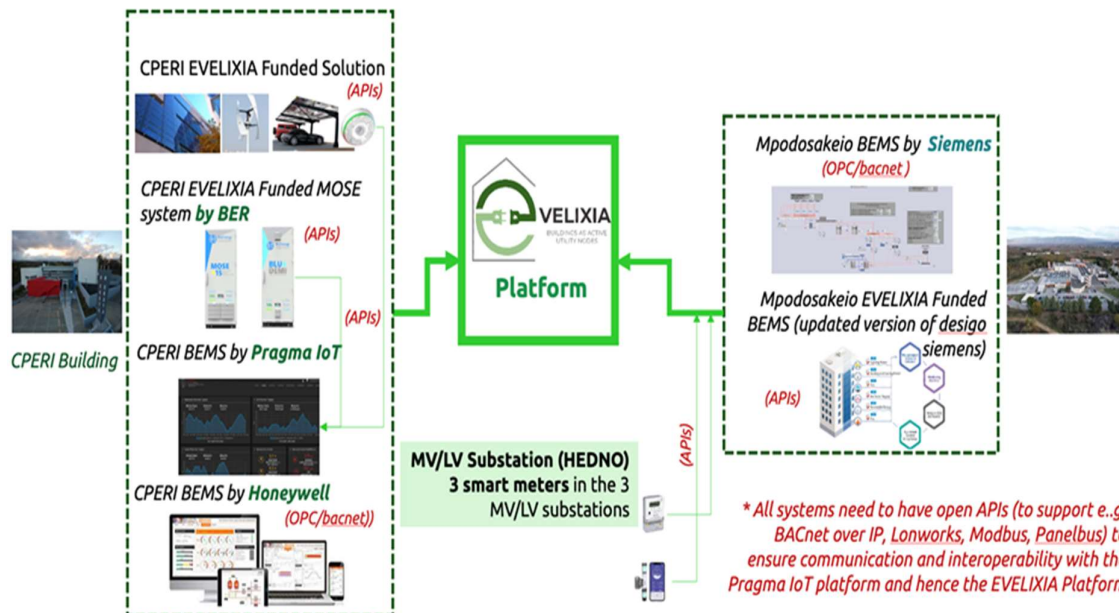 CPERI EVELIXIA Funded Solution
(APIs)
CPERI EVELIXIA Funded MOSE
system by BER
(APIs)
MOSE
15
BLU
(APIs)
CPERI BEMS by Pragma IoT
CPERI BEMS by Honeywell
(OPC/bacnet))
CPERI Building
VELIXIA
BUILDINGS AS ACTIVE
UTILITY NODES
Platform
MV/LV Substation (HEDNO)
3 smart meters in the 3
MV/LV substations
(APIs)
Mpodosakeio BEMS by Siemens
(OPC/bacnet )
Mpodosakeio EVELIXIA Funded
BEMS (updated version of desigo
siemens)
(APIs)
* All systems need to have open APIs (to support e..g
BACnet over IP, Lonworks, Modbus, Panelbus) t
ensure communication and interoperability with th
Pragma IoT platform and hence the EVELIXIA Platform